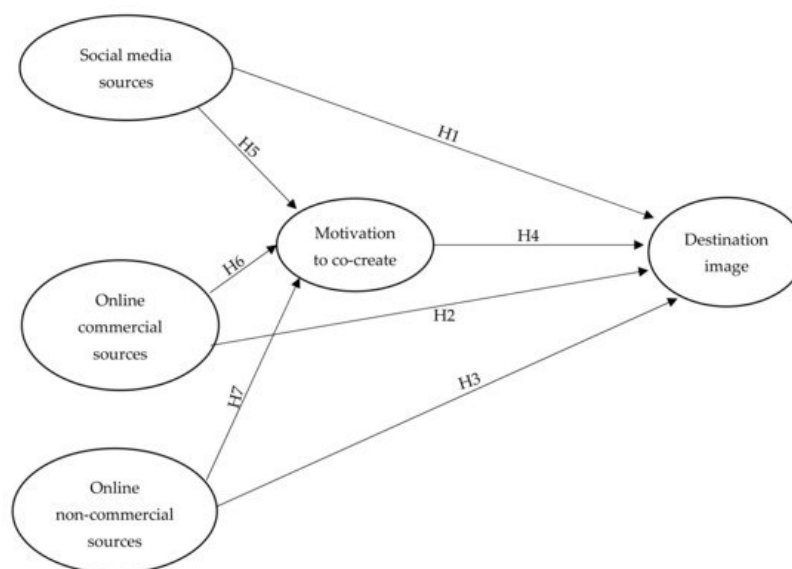 Social media
sources
H1
H5
Motivation
to co-create
H4
Destination
image
H6
Online
commercial
sources
H2
H7
H3
Online
non-commercial
sources